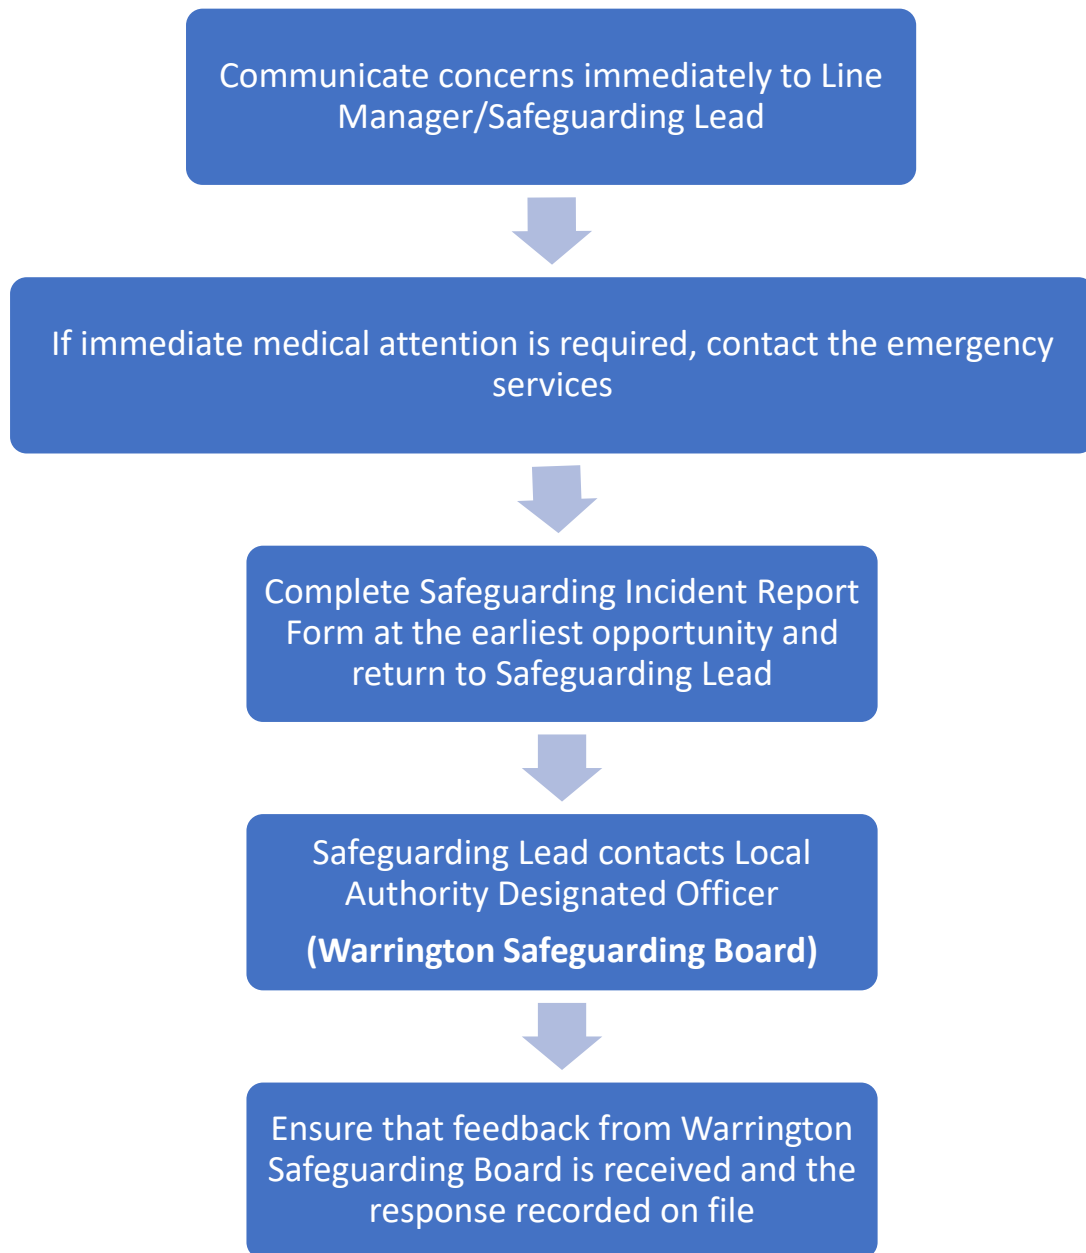 Communicate concerns immediately to Line
Manager/Safeguarding Lead
If immediate medical attention is required, contact the emergency
services
Complete Safeguarding Incident Report
Form at the earliest opportunity and
return to Safeguarding Lead
Safeguarding Lead contacts Local
Authority Designated Officer
(Warrington Safeguarding Board)
Ensure that feedback from Warrington
Safeguarding Board is received and the
response recorded on file